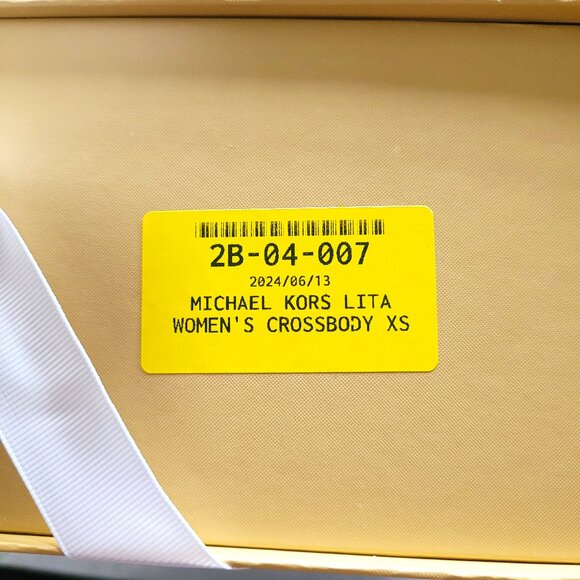 2B-04-007
2024/06/13
MICHAEL KORS LITA
WOMEN'S CROSSBODY XS